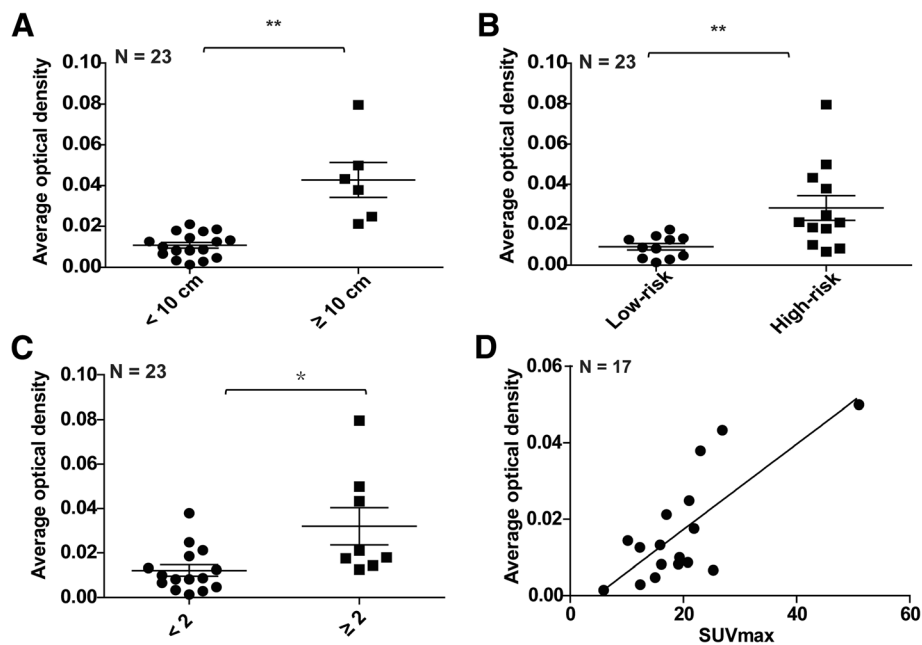 A
N = 23
**
Average optical density
0.10
0.08
0.06
0.04
0.02
0.00
< 10 cm
≥ 10 cm
B
N = 23
**
Average optical density
0.10
0.08
0.06
0.04
0.02
0.00
Low-risk
High-risk
C
N = 23
*
Average optical density
0.10
0.08
0.06
0.04
0.02
0.00
< 2
≥ 2
D
N = 17
Average optical density
0.06
0.04
0.02
0.00
0 20 40 60
SUVmax